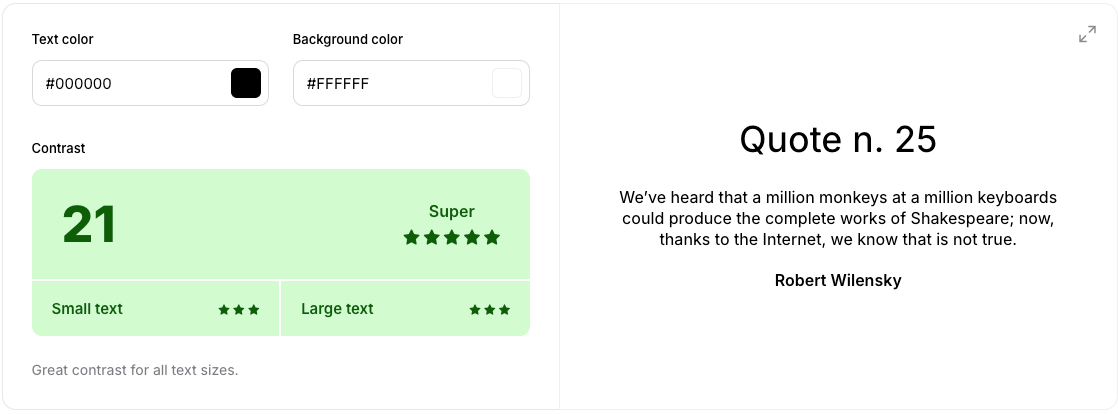 Text color
Background color
#000000
#FFFFFF
Contrast
21
Super
Small text
Large text
Great contrast for all text sizes.
Quote n. 25
We’ve heard that a million monkeys at a million keyboards
could produce the complete works of Shakespeare; now,
thanks to the Internet, we know that is not true.
Robert Wilensky